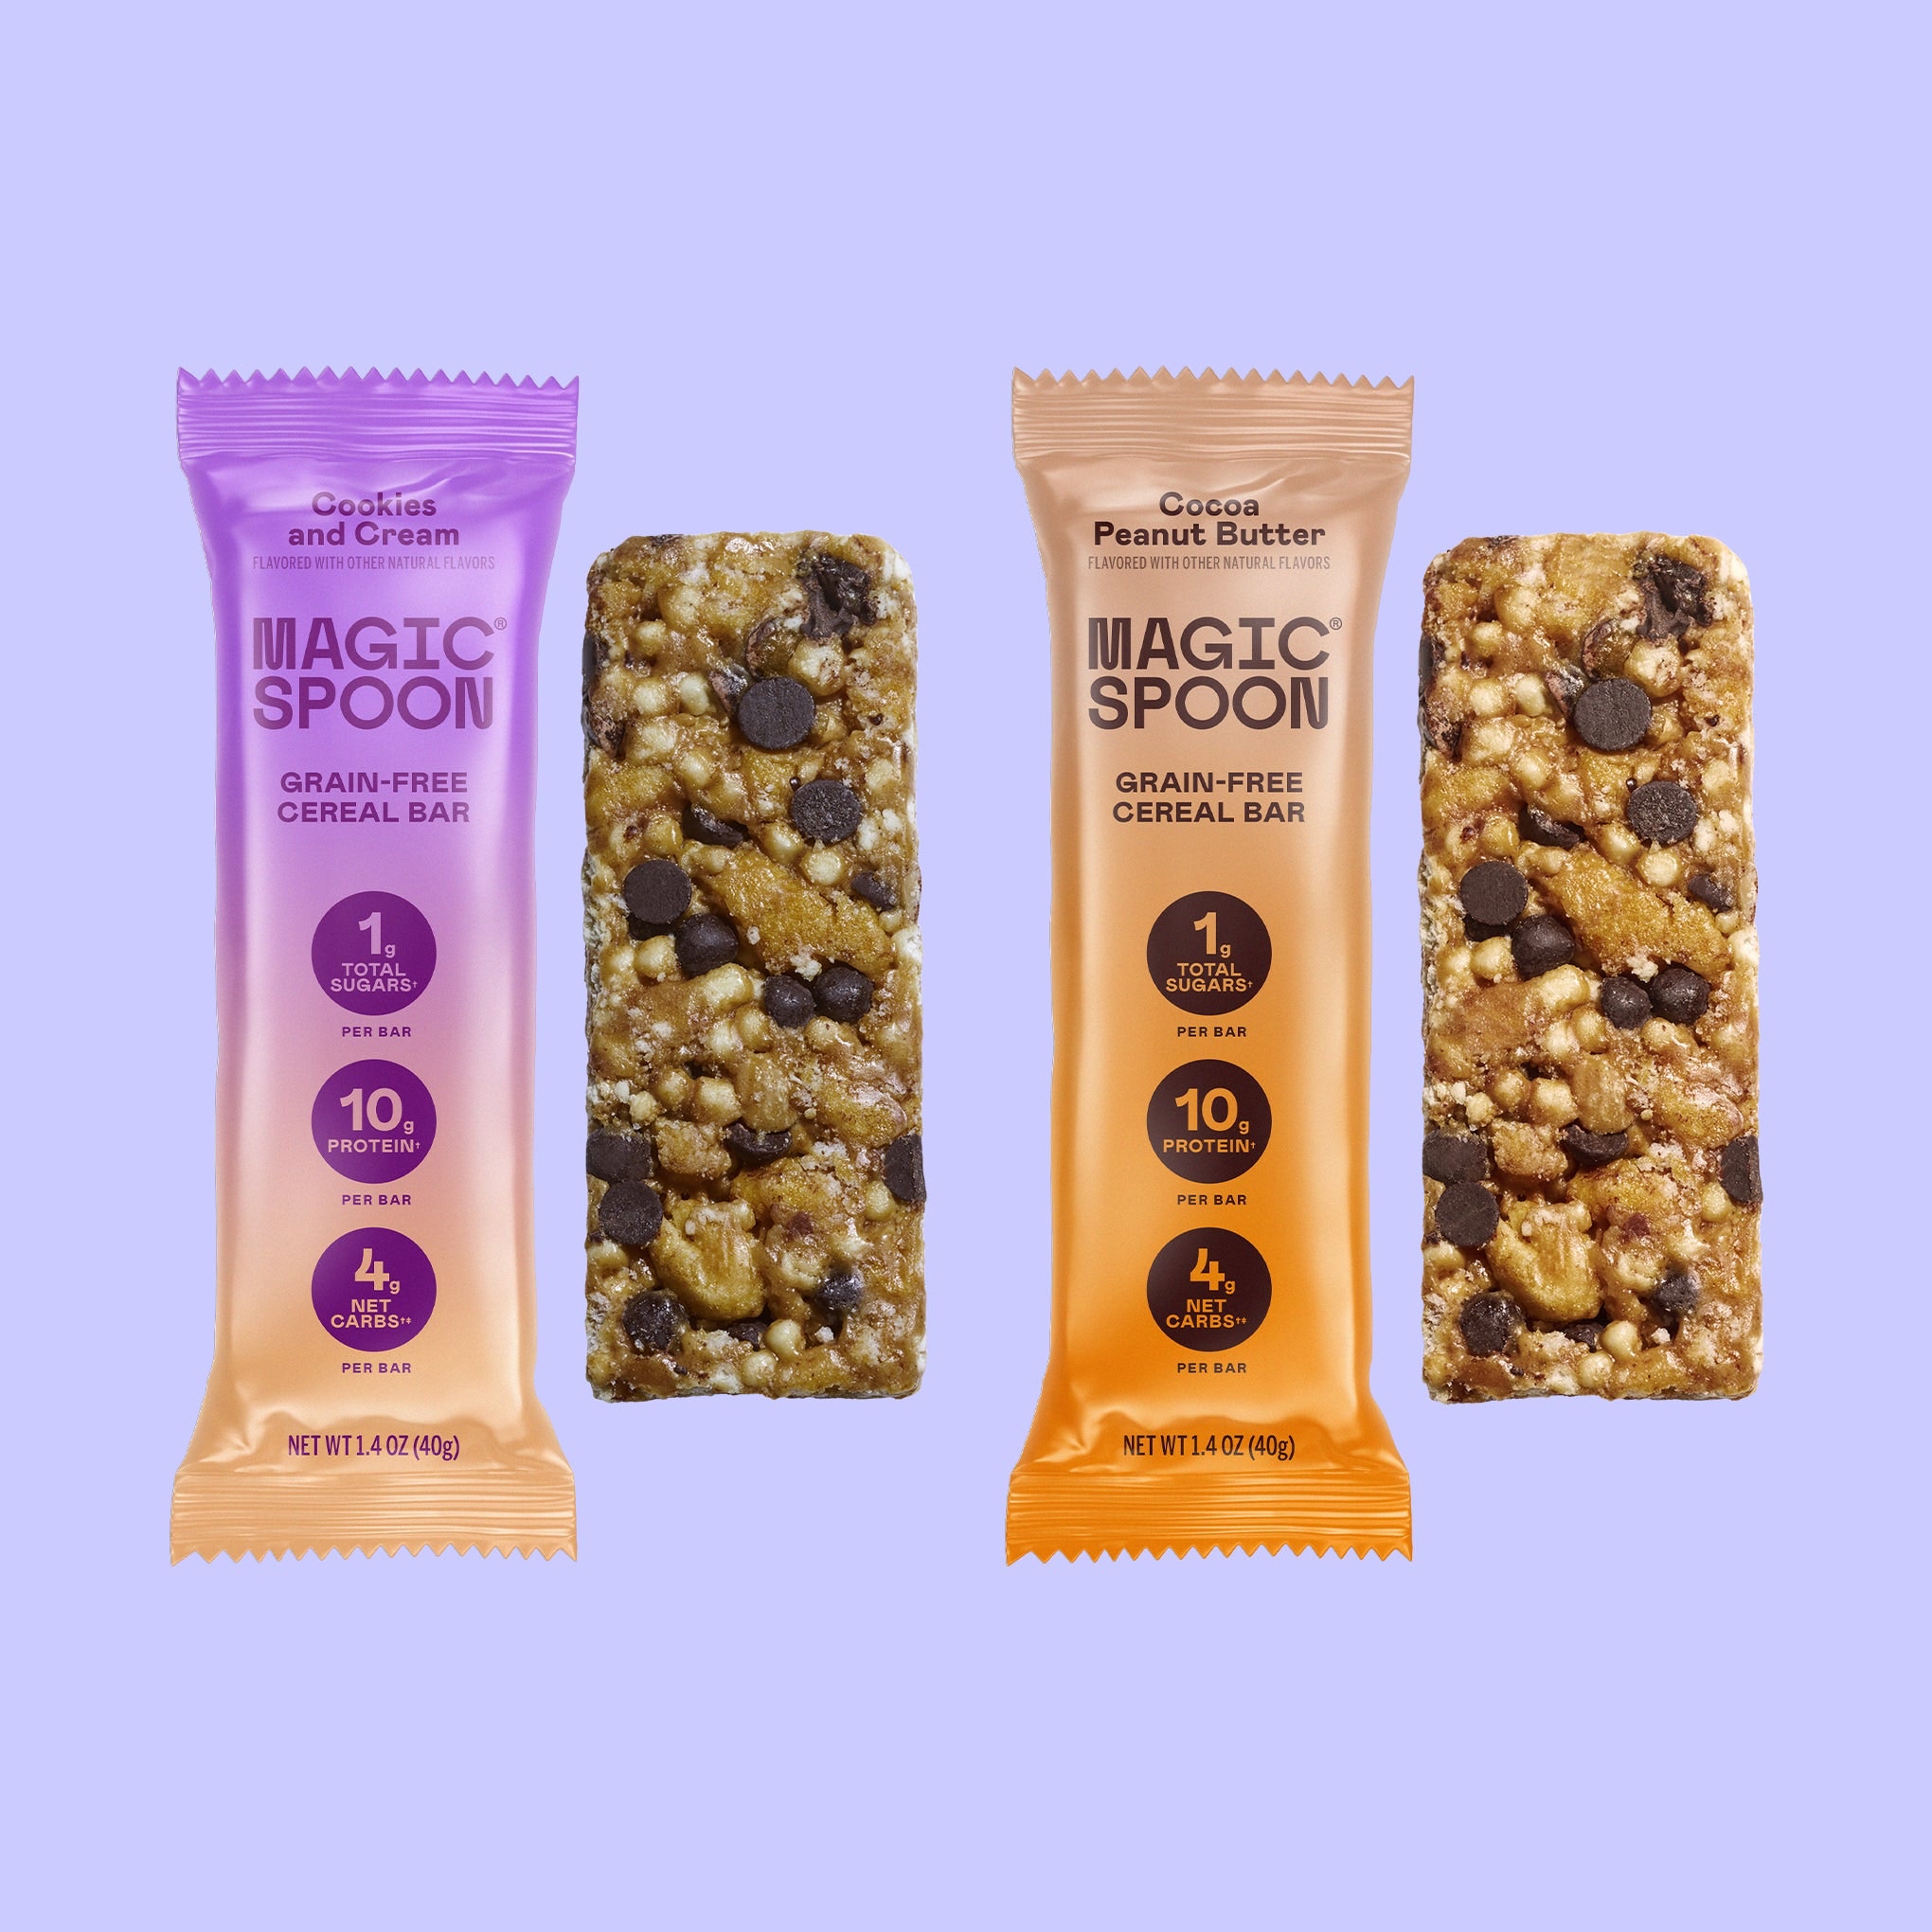 Cookies
and Cream
FLAVORED WITH OTHER NATURAL FLAVORS
MAGIC®
SPOON
GRAIN-FREE
CEREAL BAR
1g
TOTAL
SUGARS†
PER BAR
10g
PROTEIN†
PER BAR
4g
NET
CARBS†‡
PER BAR
NET WT 1.4 OZ (40g)
Cocoa
Peanut Butter
FLAVORED WITH OTHER NATURAL FLAVORS
MAGIC®
SPOON
GRAIN-FREE
CEREAL BAR
1g
TOTAL
SUGARS†
PER BAR
10g
PROTEIN†
PER BAR
4g
NET
CARBS†‡
PER BAR
NET WT 1.4 OZ (40g)